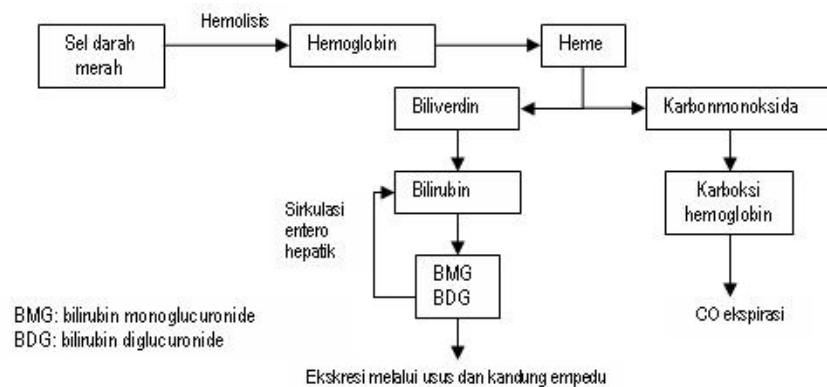 Hemolisis
Sel darah
merah
Hemoglobin
Heme
Biliverdin
Karbonmonoksida
Bilirubin
Karboksi
hemoglobin
Sirkulasi
entero
hepatik
BMG
BDG
CO ekspirasi
BMG: bilirubin monoglucuronide
BDG: bilirubin diglucuronide
Ekskresi melalui usus dan kandung empedu